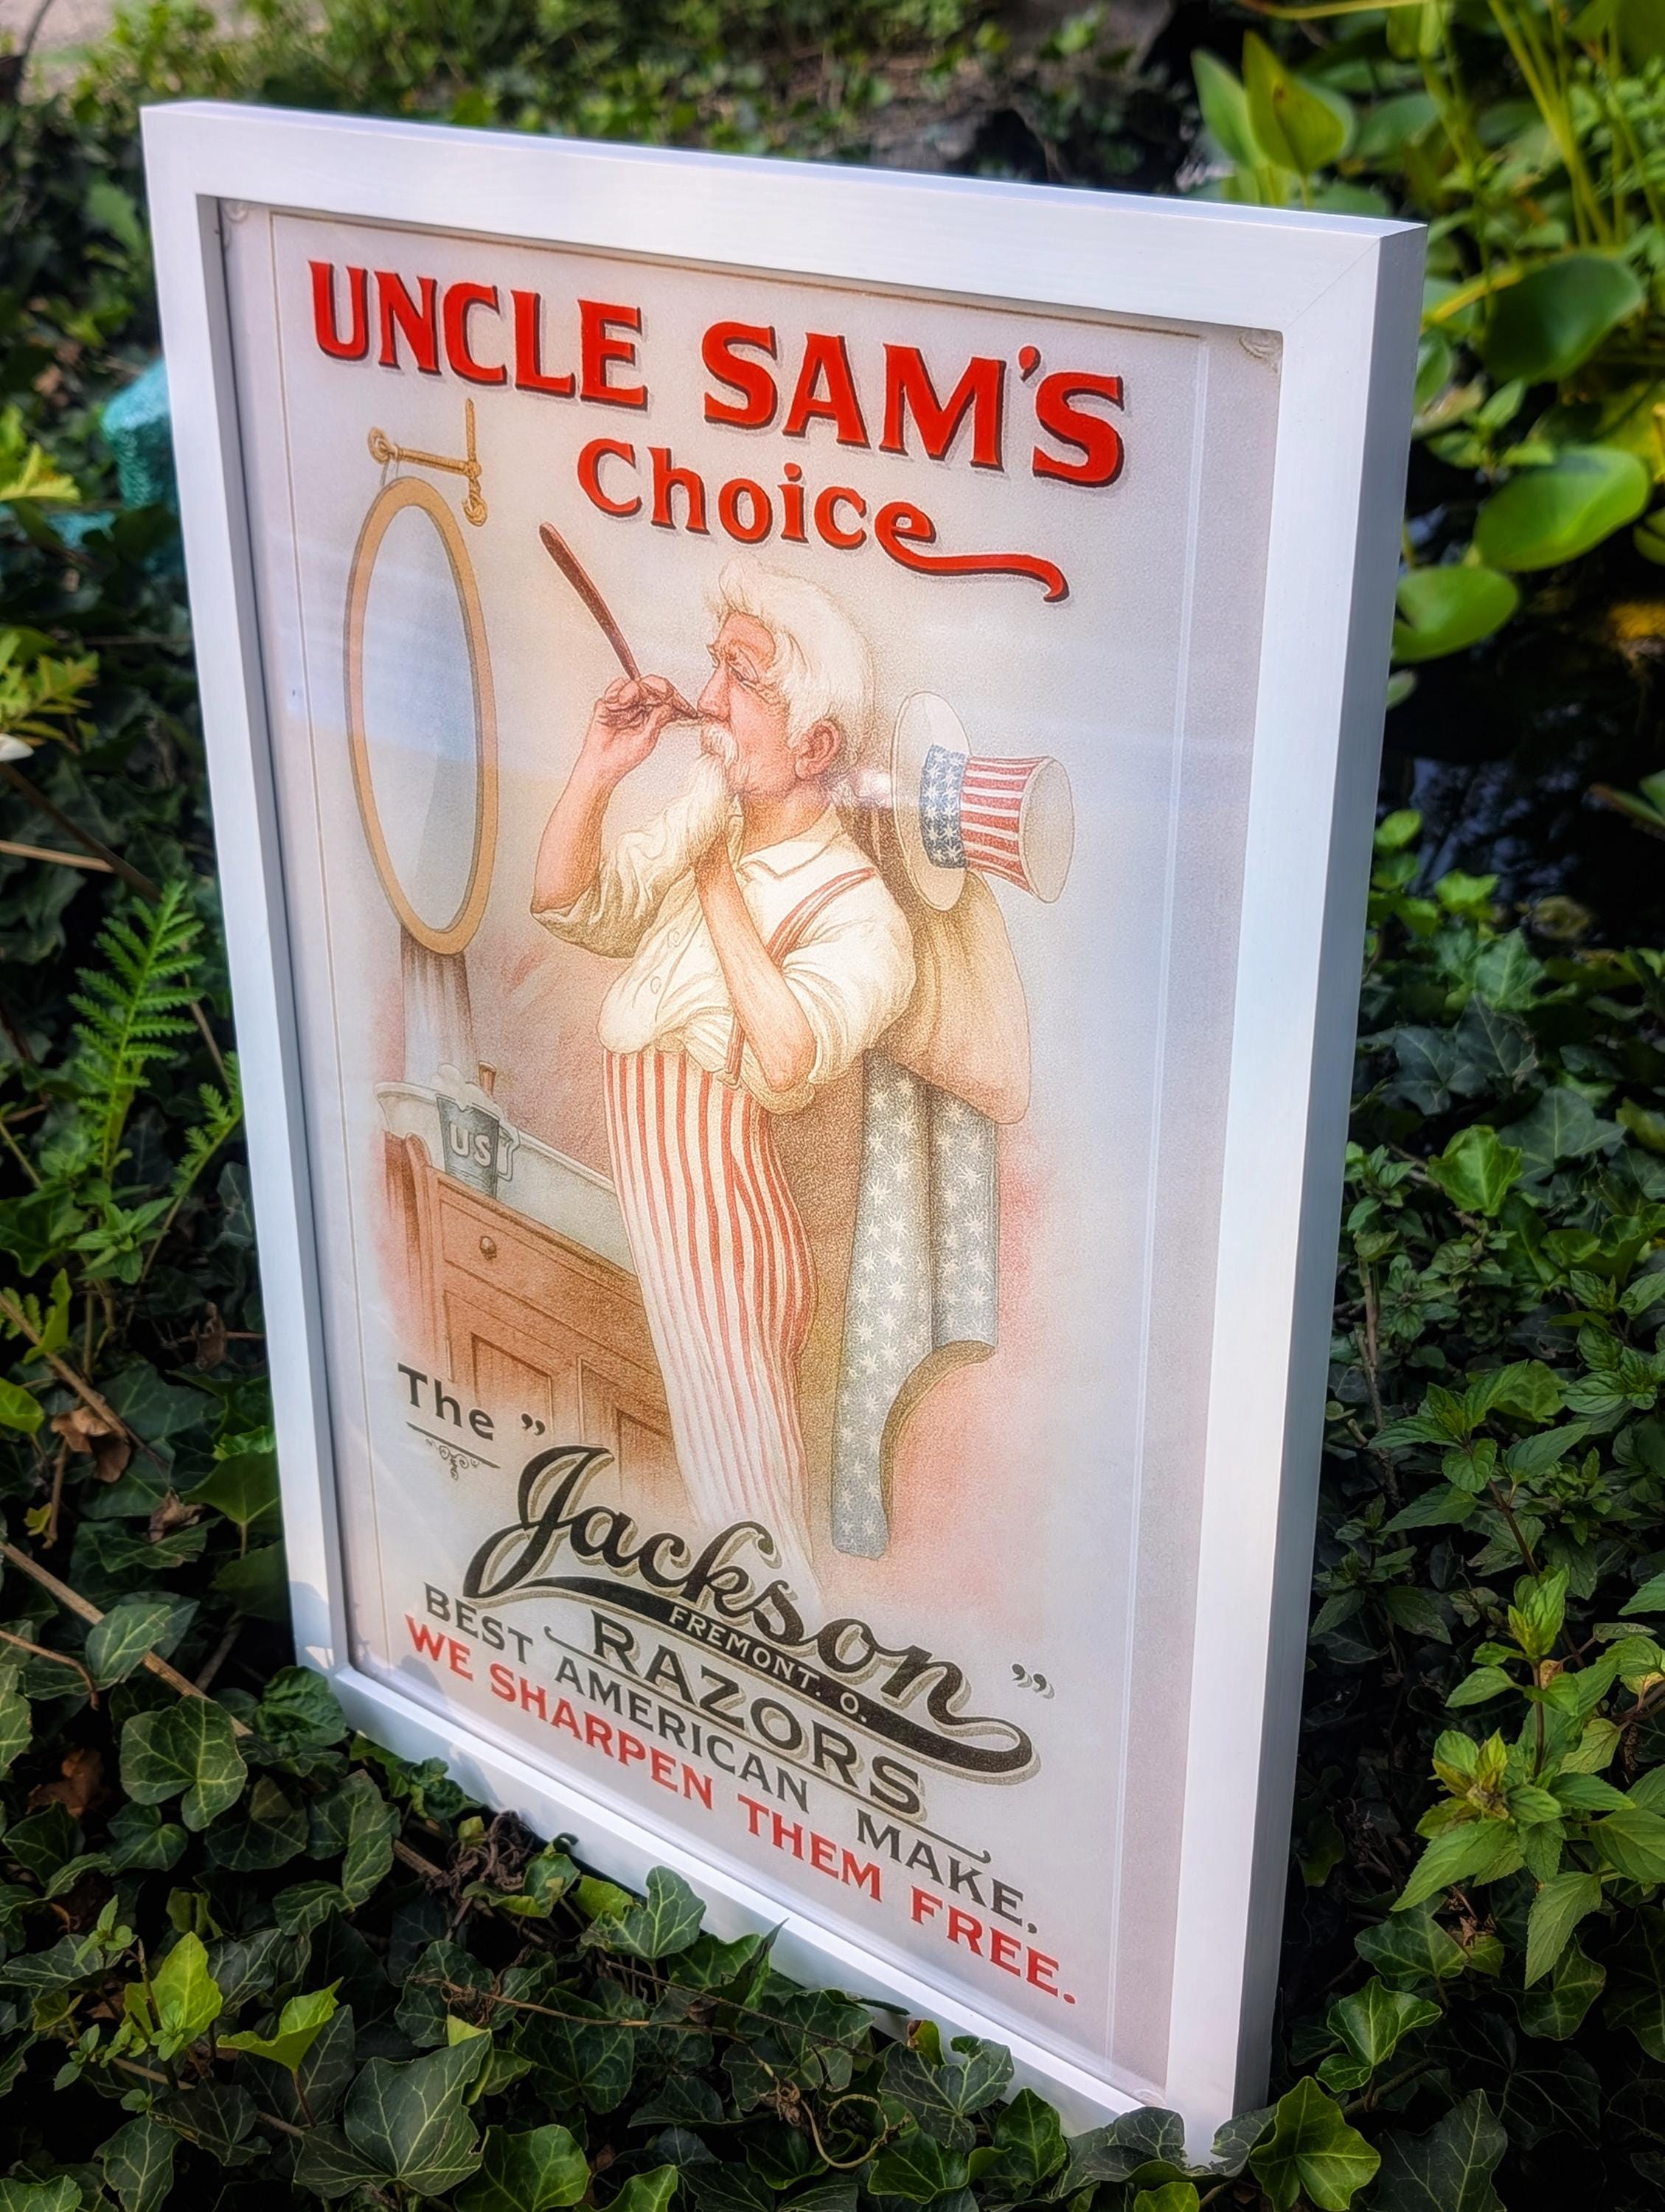 UNCLE SAM'S
Choice
US
The "
Jackson"
FREMONT. O.
RAZORS
BEST AMERICAN MAKE.
WE SHARPEN THEM FREE.